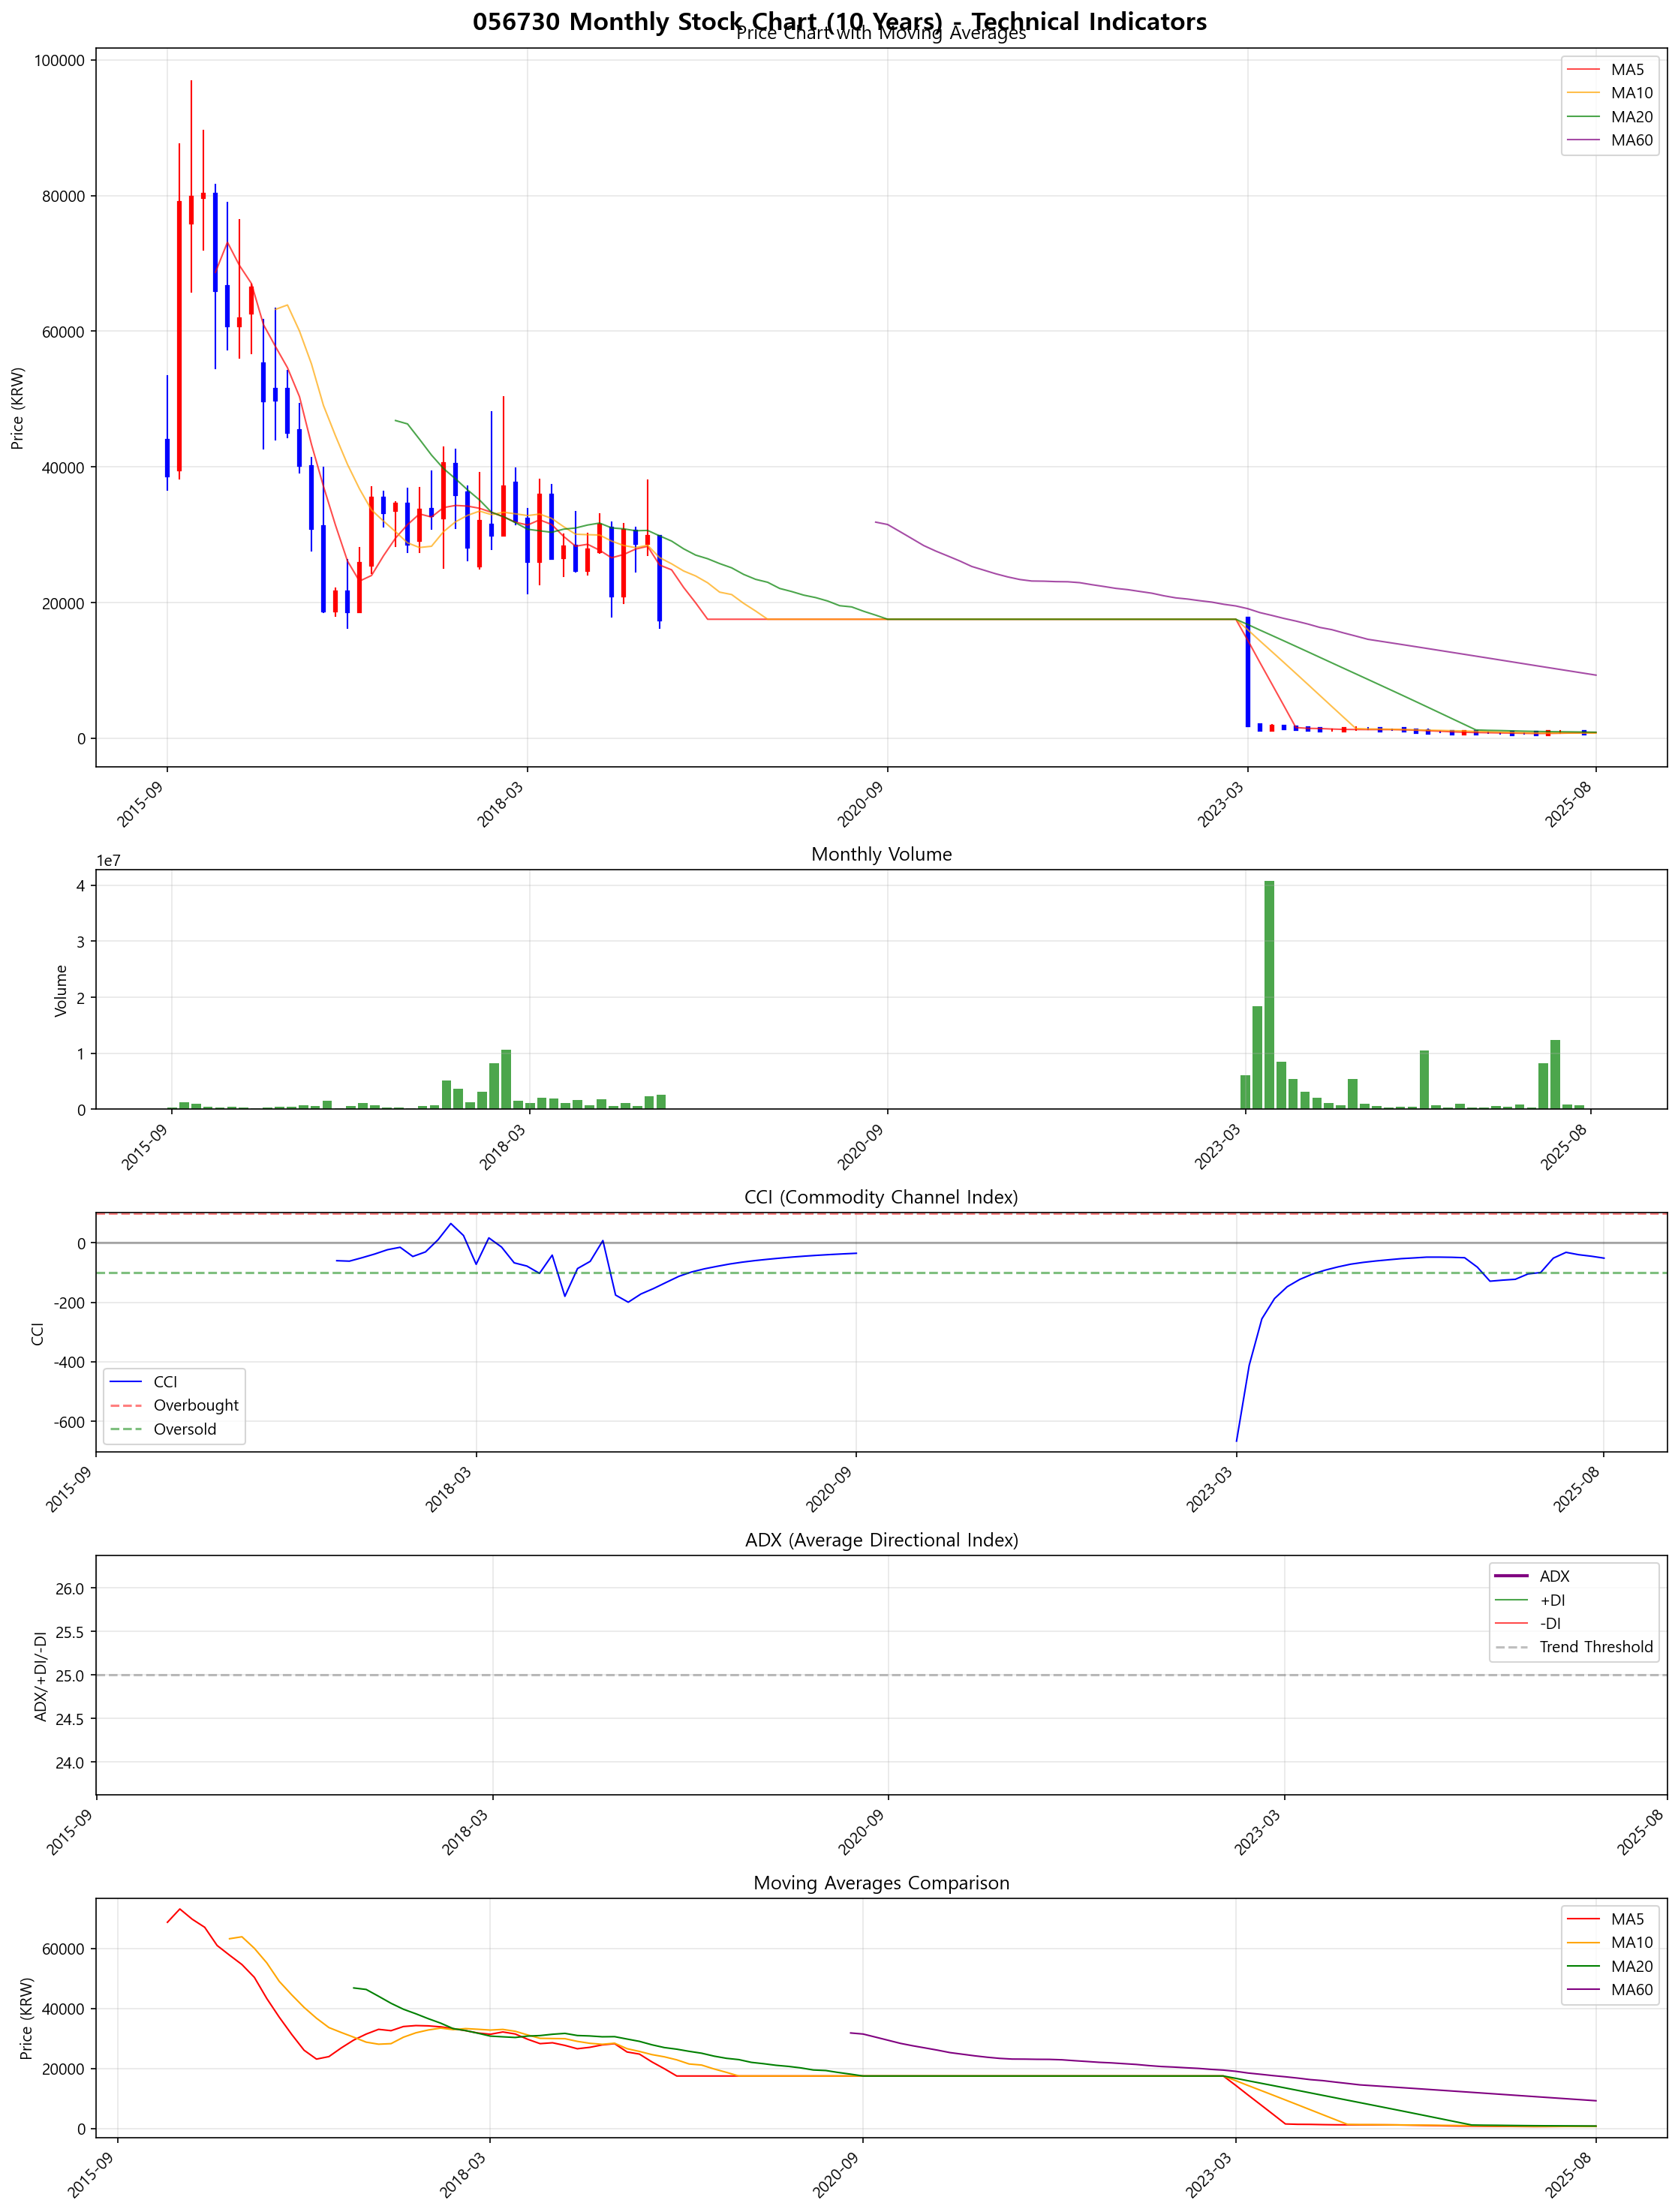 056730 Monthly Stock Chart (10 Years) - Technical Indicators
Price Chart with Moving Averages
MA5
MA10
MA20
MA60
Price (KRW)
100000
80000
60000
40000
20000
0
2015-09
2018-03
2020-09
2023-03
2025-08
Monthly Volume
1e7
Volume
4
3
2
1
0
2015-09
2018-03
2020-09
2023-03
2025-08
CCI (Commodity Channel Index)
CCI
0
-200
-400
-600
CCI
Overbought
Oversold
2015-09
2018-03
2020-09
2023-03
2025-08
ADX (Average Directional Index)
ADX/+DI/-DI
26.0
25.5
25.0
24.5
24.0
ADX
+DI
-DI
Trend Threshold
2015-09
2018-03
2020-09
2023-03
2025-08
Moving Averages Comparison
Price (KRW)
60000
40000
20000
0
MA5
MA10
MA20
MA60
2015-09
2018-03
2020-09
2023-03
2025-08